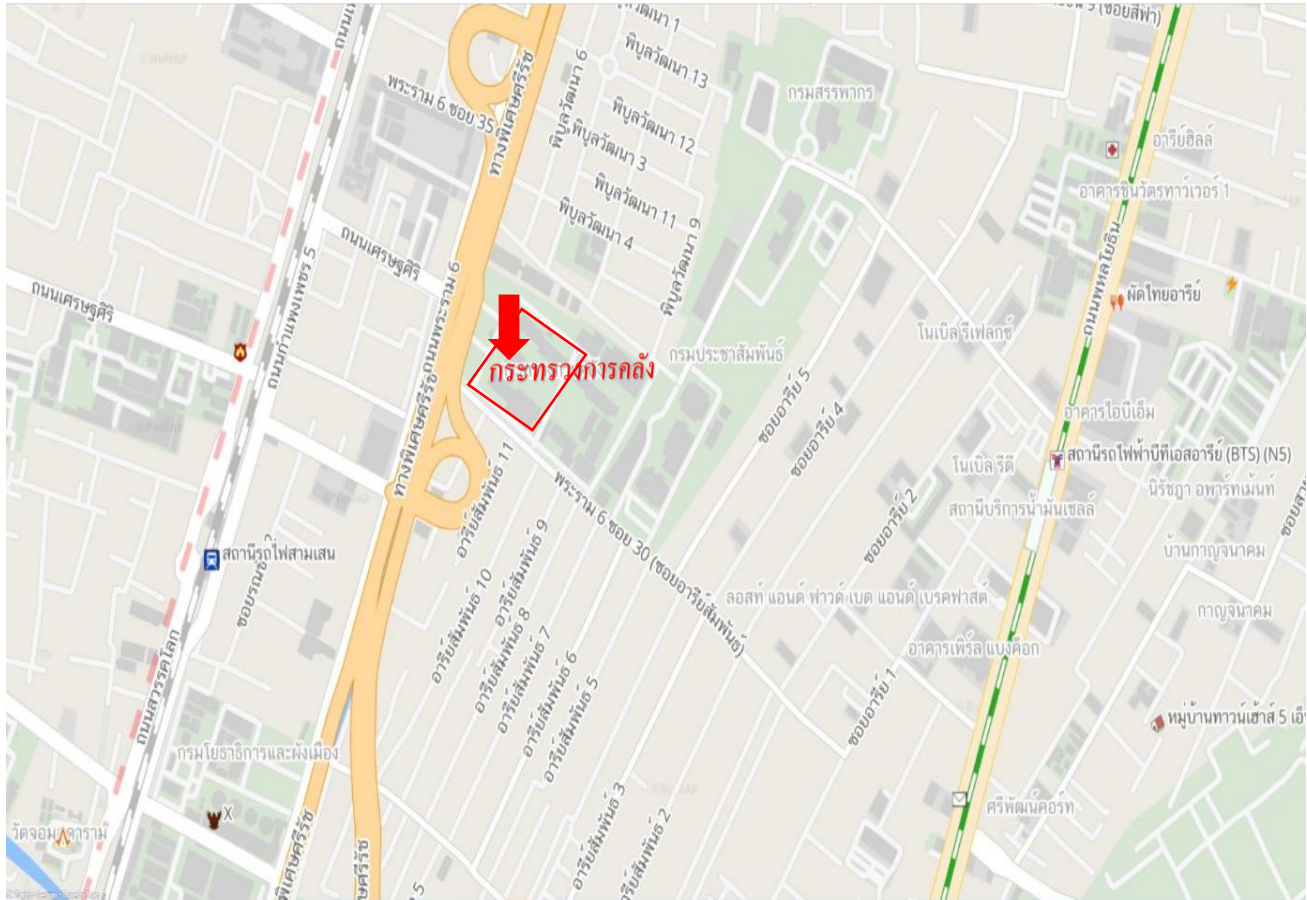 พิบูลวัฒนา 6
พิบูลวัฒนา 13
กรมสรรพากร
พระราม 6 ซอย 35
ทางพิเศษศรีรัช
พิบูลวัฒนา 12
พิบูลวัฒนา 3
พิบูลวัฒนา 11
พิบูลวัฒนา 4
พิบูลวัฒนา 9
อารีย์ฮิลล์
อาคารชินวัตรทาว์เวอร์ 1
ถนนพหลโยธิน
ผัดไทยอารีย์
ถนนเศรษฐศิริ
ถนนเศรษฐศิริ
ถนนกำแพงเพชร 5
ถนนพระราม 6
ทางพิเศษศรีรัช
กระทรวงการคลัง
กรมประชาสัมพันธ์
โนเบิล รีเฟลกซ์
ซอยอารีย์ 5
ซอยอารีย์ 4
อาคารไอบีเอ็ม
สถานีรถไฟฟ้าบีทีเอสอารีย์ (BTS) (N5)
โนเบิล รีดี
นิรัชฎา อพาร์ทเม้นท์
สถานีบริการน้ำมันเชลล์
ซอยอารีย์ 2
บ้านกาญจนาคม
กาญจนาคม
อารีย์สัมพันธ์ 11
พระราม 6 ซอย 30 (ซอยอารีย์สัมพันธ์)
สถานีรถไฟสามเสน
อารีย์สัมพันธ์ 9
อารีย์สัมพันธ์ 10
อารีย์สัมพันธ์ 8
อารีย์สัมพันธ์ 7
อารีย์สัมพันธ์ 6
อารีย์สัมพันธ์ 5
ลอสท์ แอนด์ ฟาวด์ เบด แอนด์ เบรคฟาสต์
อาคารเพิร์ล แบงค็อก
ซอยอารีย์ 1
หมู่บ้านทาวน์เฮ้าส์ 5
ถนนสวรรคโลก
กรมโยธาธิการและผังเมือง
X
ศรีพัฒน์คอร์ท
อารีย์สัมพันธ์ 3
อารีย์สัมพันธ์ 2